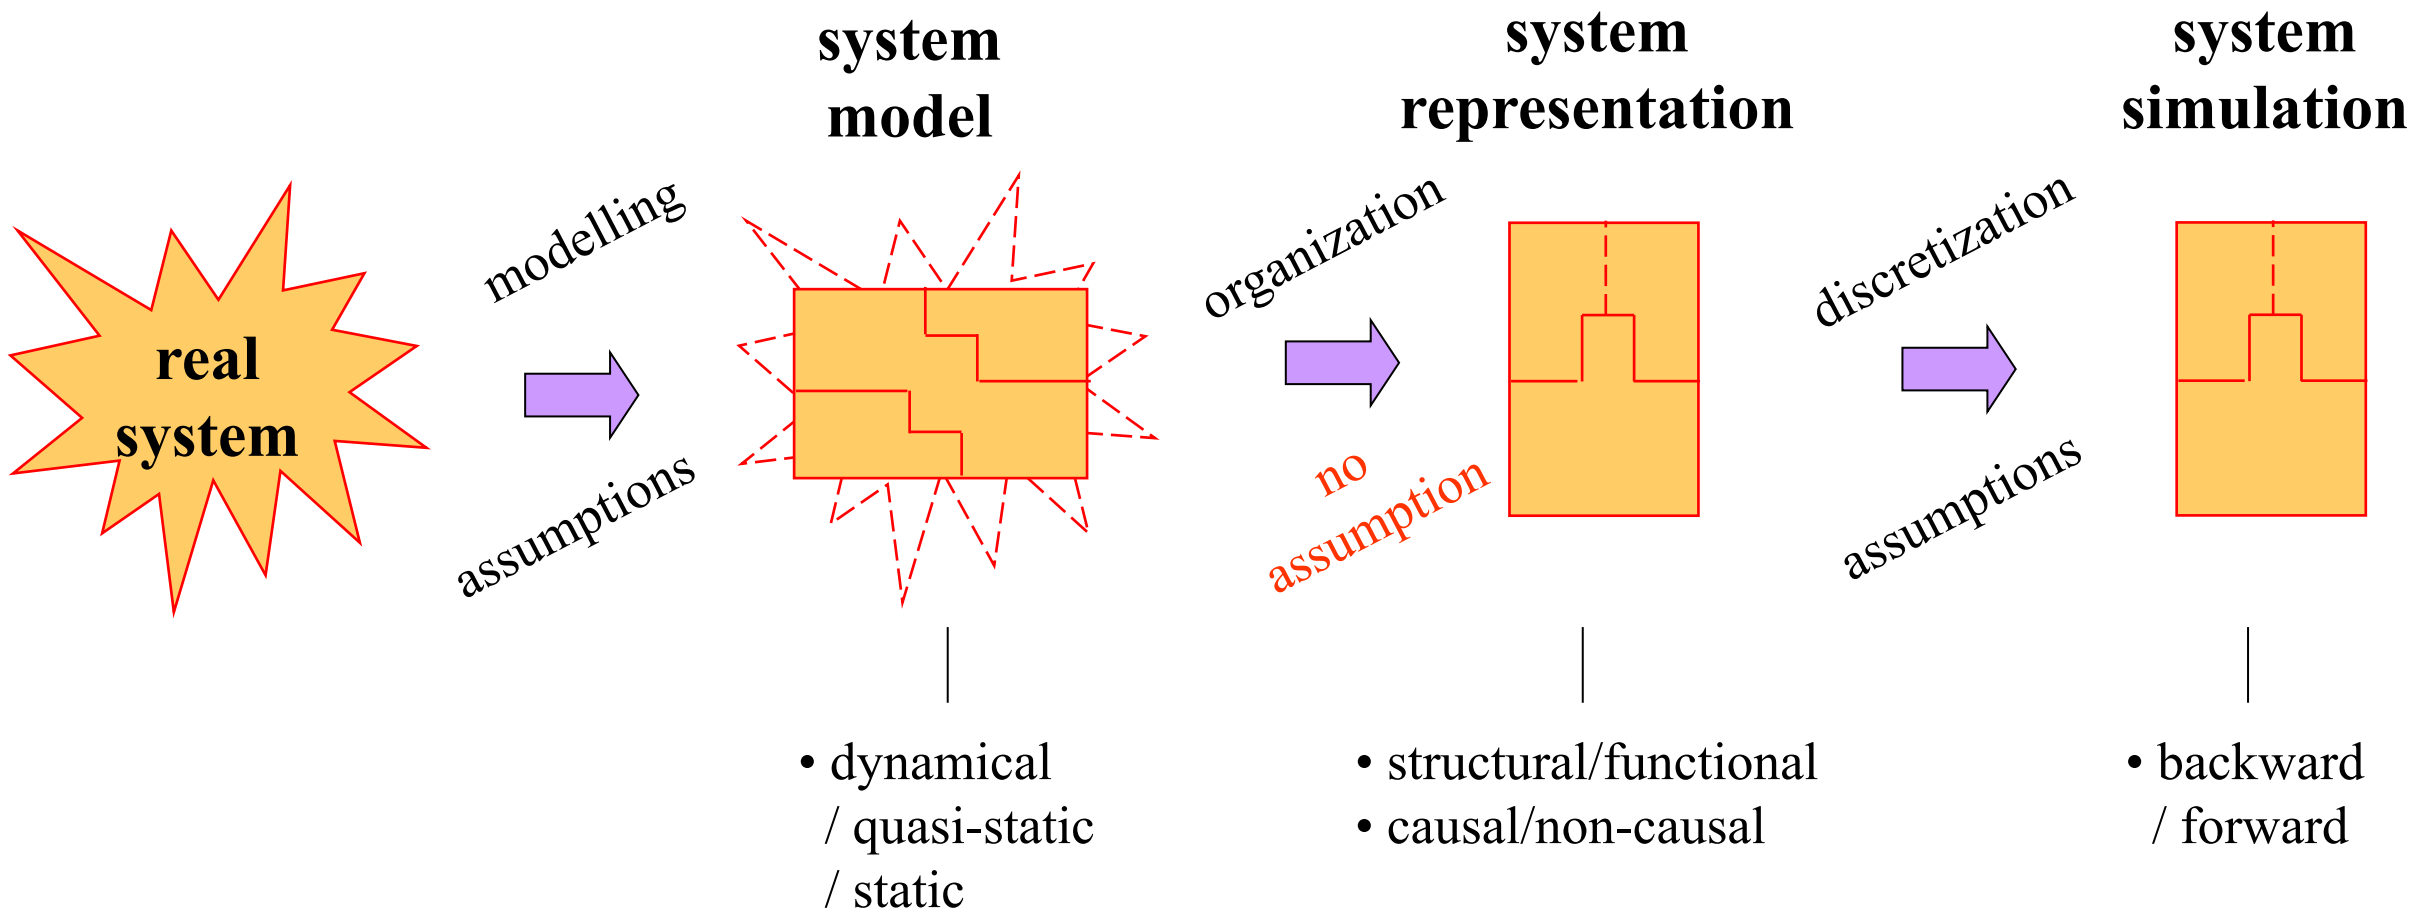 system
model
system
representation
system
simulation
modelling
organization
discretization
real
system
assumptions
no
assumption
assumptions
• dynamical
/ quasi-static
/ static
• structural/functional
• causal/non-causal
• backward
/ forward